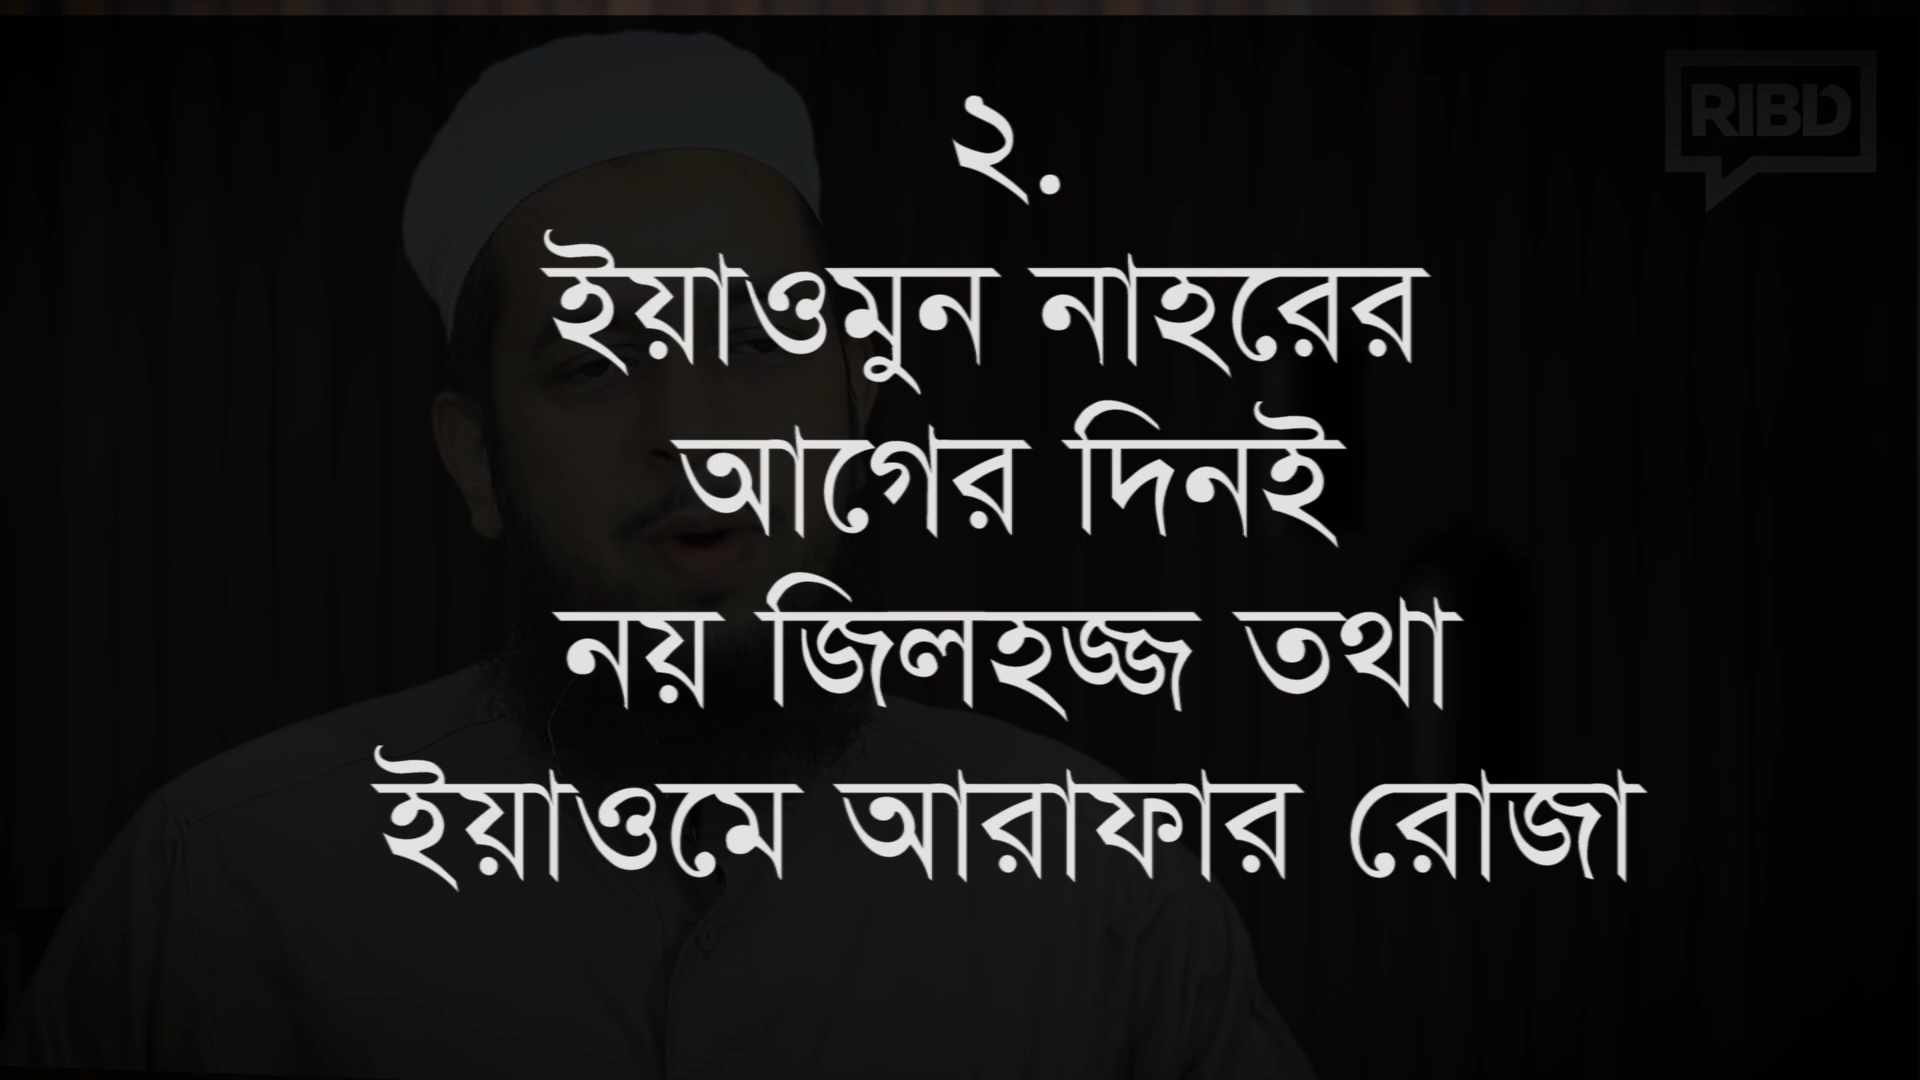 RIBD
২.
ইয়াওমুন নাহরের
আগের দিনই
নয় জিলহজ্জ তথা
ইয়াওমে আরাফার রোজা